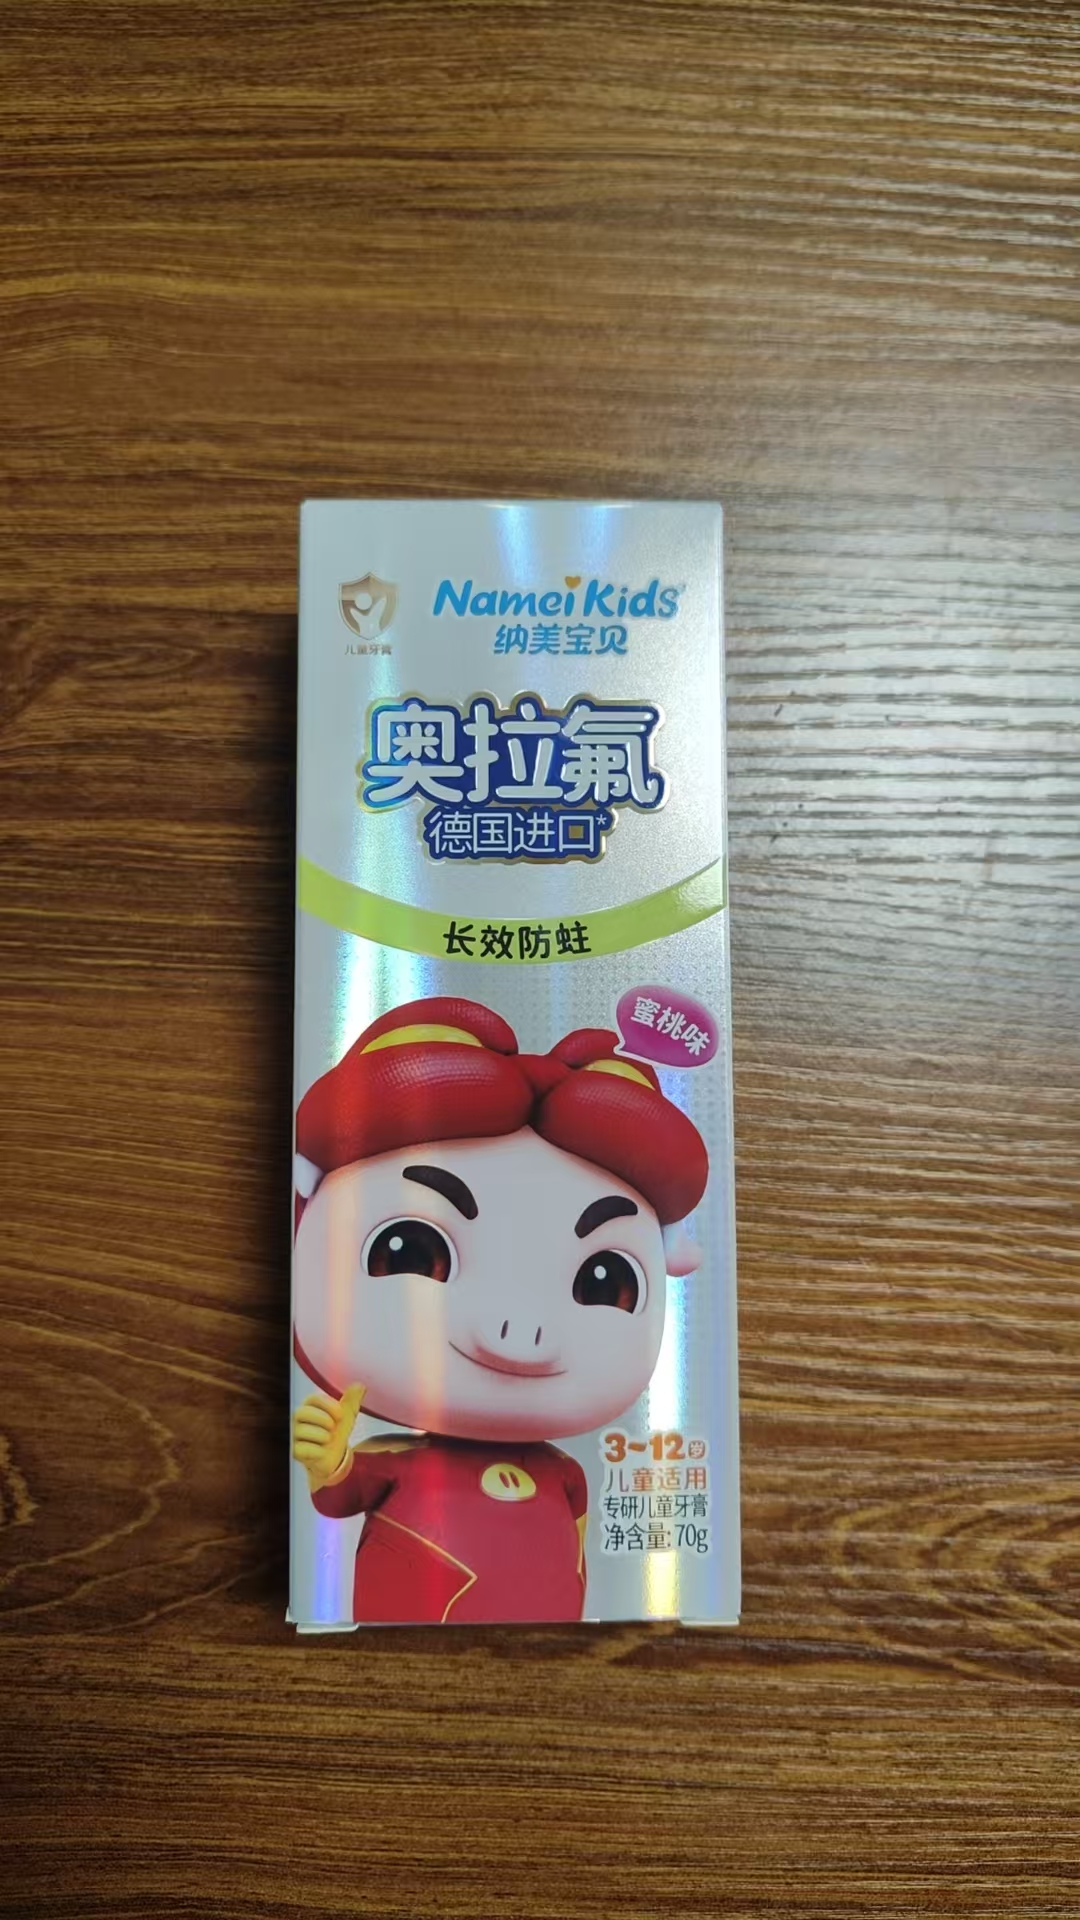 Namei Kids
纳美宝贝
儿童牙膏
奥拉氟
德国进口*
长效防蛀
蜜桃味
3~12岁
儿童适用
专研儿童牙膏
净含量:70g